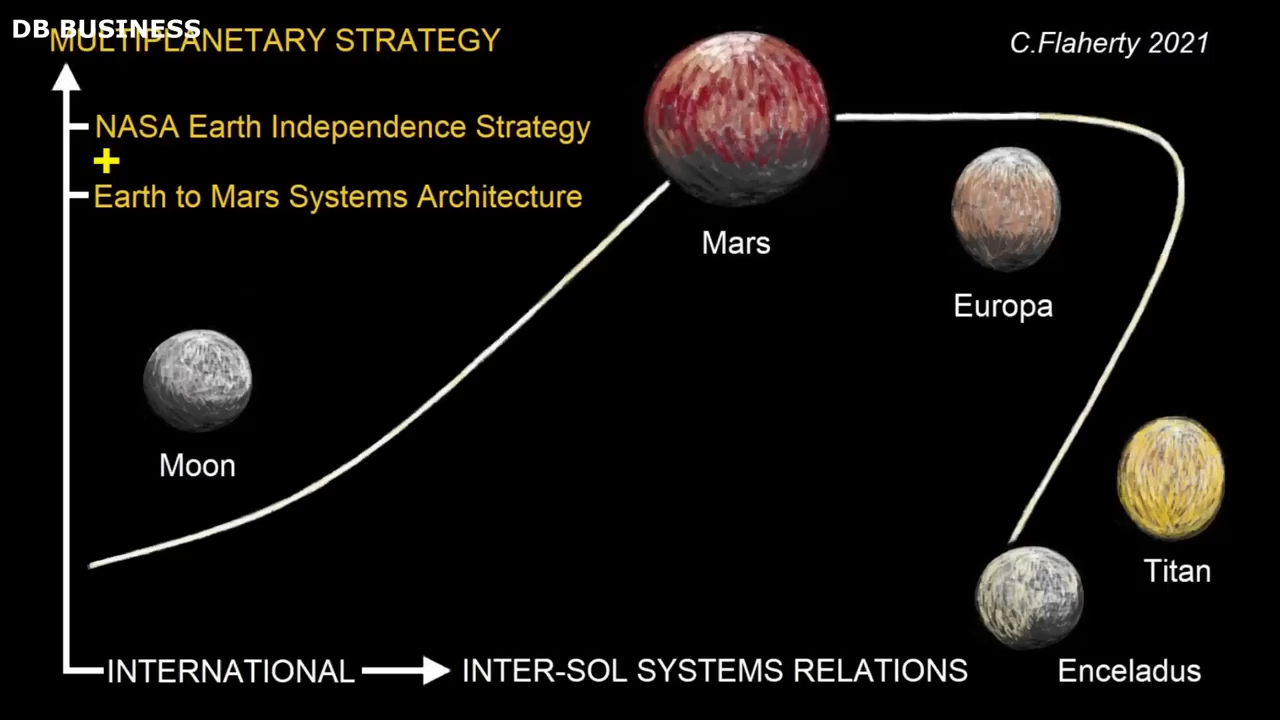 DB BUSINESS
MULTIPLANETARY STRATEGY
C.Flaherty 2021
NASA Earth Independence Strategy
+
Earth to Mars Systems Architecture
Mars
Europa
Moon
Titan
INTERNATIONAL
INTER-SOL SYSTEMS RELATIONS
Enceladus